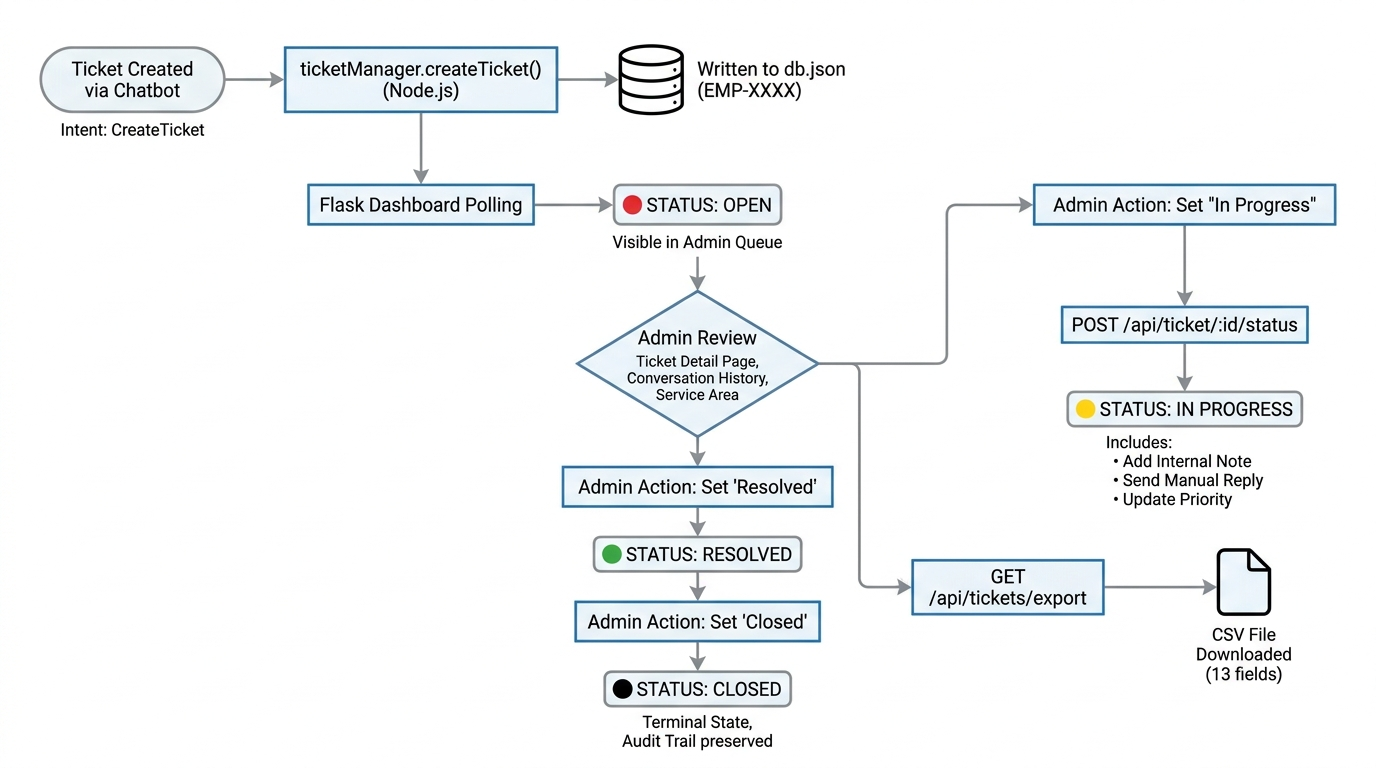 Ticket Created
via Chatbot
Intent: CreateTicket
ticketManager.createTicket()
(Node.js)
Written to db.json
(EMP-XXXX)
Flask Dashboard Polling
STATUS: OPEN
Visible in Admin Queue
Admin Review
Ticket Detail Page,
Conversation History,
Service Area
Admin Action: Set "In Progress"
POST /api/ticket/:id/status
STATUS: IN PROGRESS
Includes:
• Add Internal Note
• Send Manual Reply
• Update Priority
Admin Action: Set 'Resolved'
STATUS: RESOLVED
Admin Action: Set 'Closed'
STATUS: CLOSED
Terminal State,
Audit Trail preserved
GET
/api/tickets/export
CSV File
Downloaded
(13 fields)